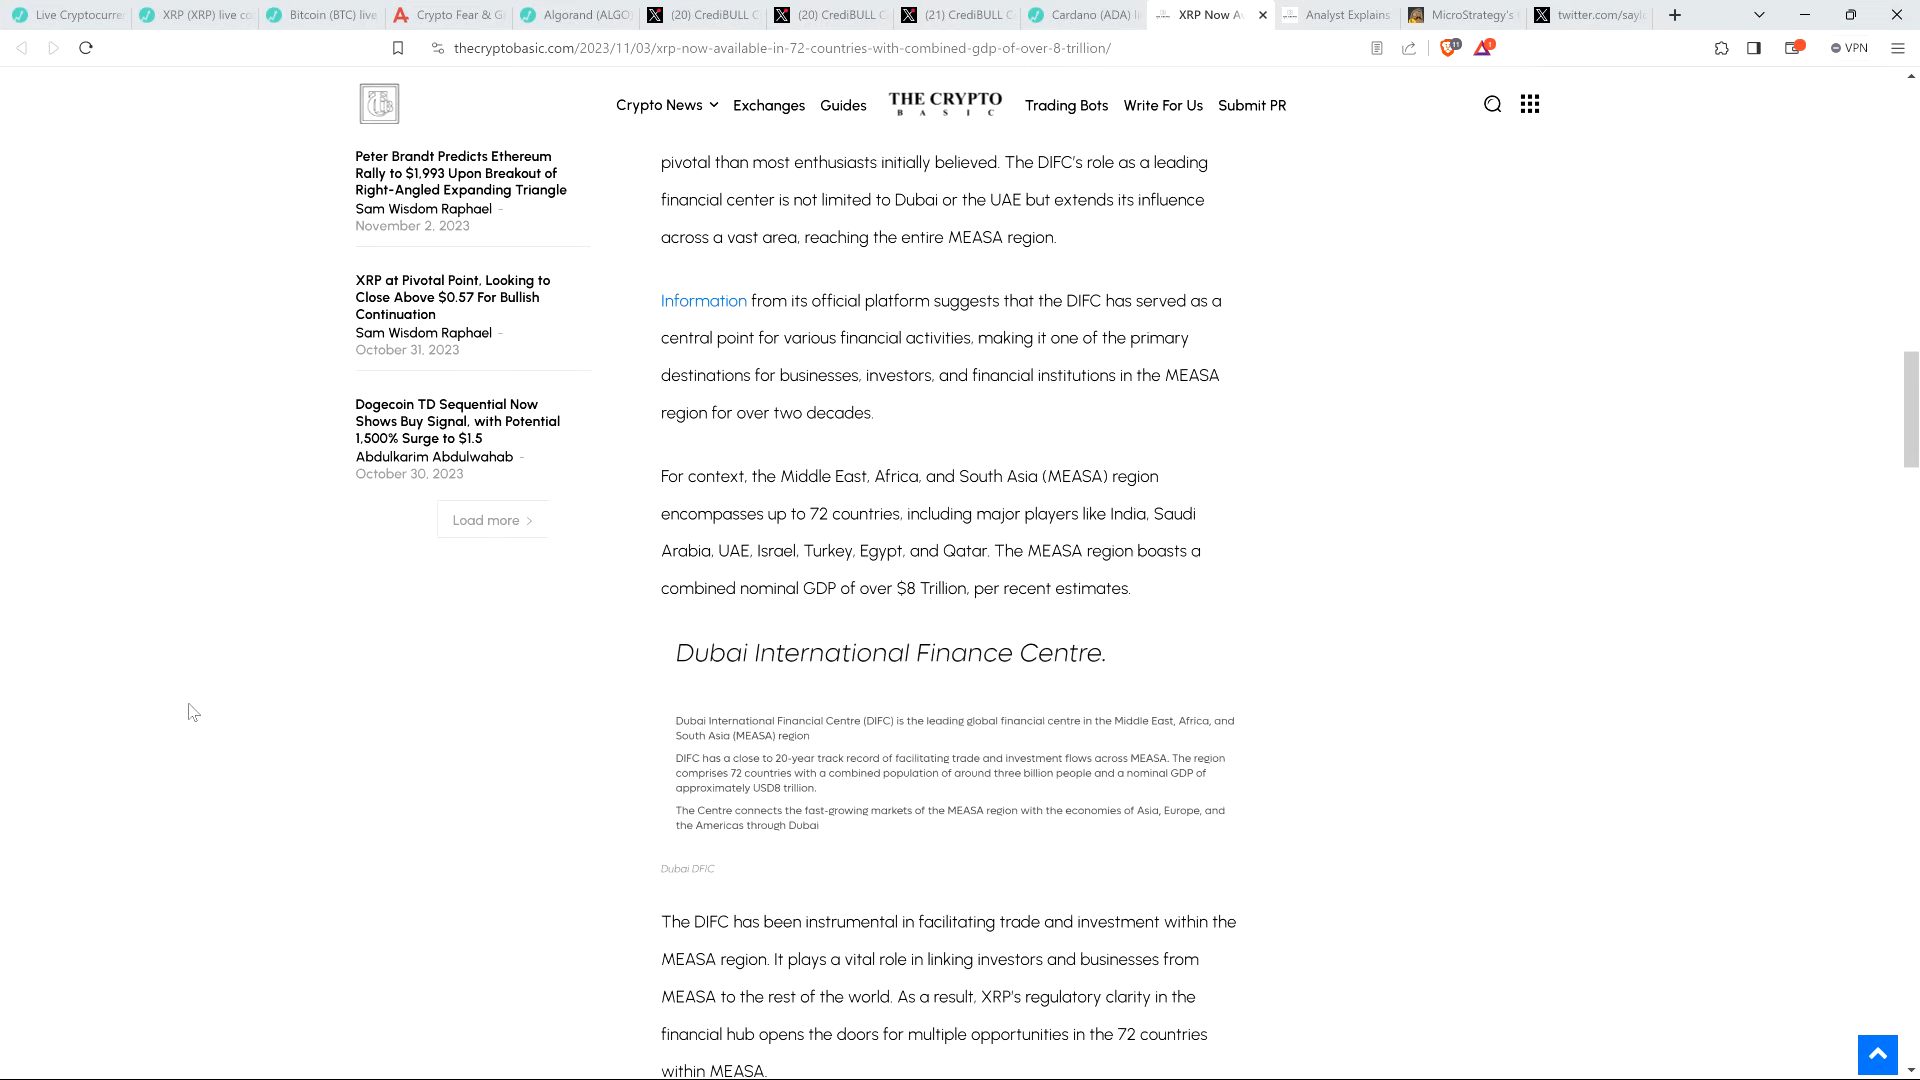 Live Cryptocurre
XRP (XRP) live co
Bitcoin (BTC) live
Crypto Fear & G
Algorand (ALGO
(20) CrediBULL C
(20) CrediBULL C
(21) CrediBULL C
Cardano (ADA) l
XRP Now A
Analyst Explains
MicroStrategy's
twitter.com/saylo
thecryptobasic.com/2023/11/03/xrp-now-available-in-72-countries-with-combined-gdp-of-over-8-trillion/
11
1
VPN
Crypto News
Exchanges
Guides
THE CRYPTO
BASIC
Trading Bots
Write For Us
Submit PR
Peter Brandt Predicts Ethereum
Rally to $1,993 Upon Breakout of
Right-Angled Expanding Triangle
Sam Wisdom Raphael -
November 2, 2023
XRP at Pivotal Point, Looking to
Close Above $0.57 For Bullish
Continuation
Sam Wisdom Raphael -
October 31, 2023
Dogecoin TD Sequential Now
Shows Buy Signal, with Potential
1,500% Surge to $1.5
Abdulkarim Abdulwahab -
October 30, 2023
Load more
pivotal than most enthusiasts initially believed. The DIFC's role as a leading
financial center is not limited to Dubai or the UAE but extends its influence
across a vast area, reaching the entire MEASA region.
Information from its official platform suggests that the DIFC has served as a
central point for various financial activities, making it one of the primary
destinations for businesses, investors, and financial institutions in the MEASA
region for over two decades.
For context, the Middle East, Africa, and South Asia (MEASA) region
encompasses up to 72 countries, including major players like India, Saudi
Arabia, UAE, Israel, Turkey, Egypt, and Qatar. The MEASA region boasts a
combined nominal GDP of over $8 Trillion, per recent estimates.
Dubai International Finance Centre.
Dubai International Financial Centre (DIFC) is the leading global financial centre in the Middle East, Africa, and
South Asia (MEASA) region
DIFC has a close to 20-year track record of facilitating trade and investment flows across MEASA. The region
comprises 72 countries with a combined population of around three billion people and a nominal GDP of
approximately USD8 trillion.
The Centre connects the fast-growing markets of the MEASA region with the economies of Asia, Europe, and
the Americas through Dubai
Dubai DFIC
The DIFC has been instrumental in facilitating trade and investment within the
MEASA region. It plays a vital role in linking investors and businesses from
MEASA to the rest of the world. As a result, XRP's regulatory clarity in the
financial hub opens the doors for multiple opportunities in the 72 countries
within MEASA.